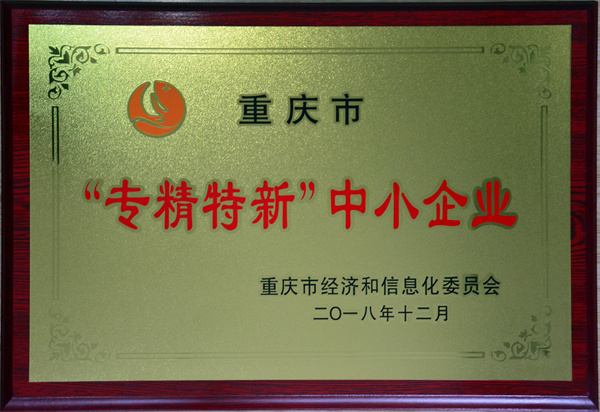 重庆市
“专精特新”中小企业
重庆市经济和信息化委员会
二〇一八年十二月